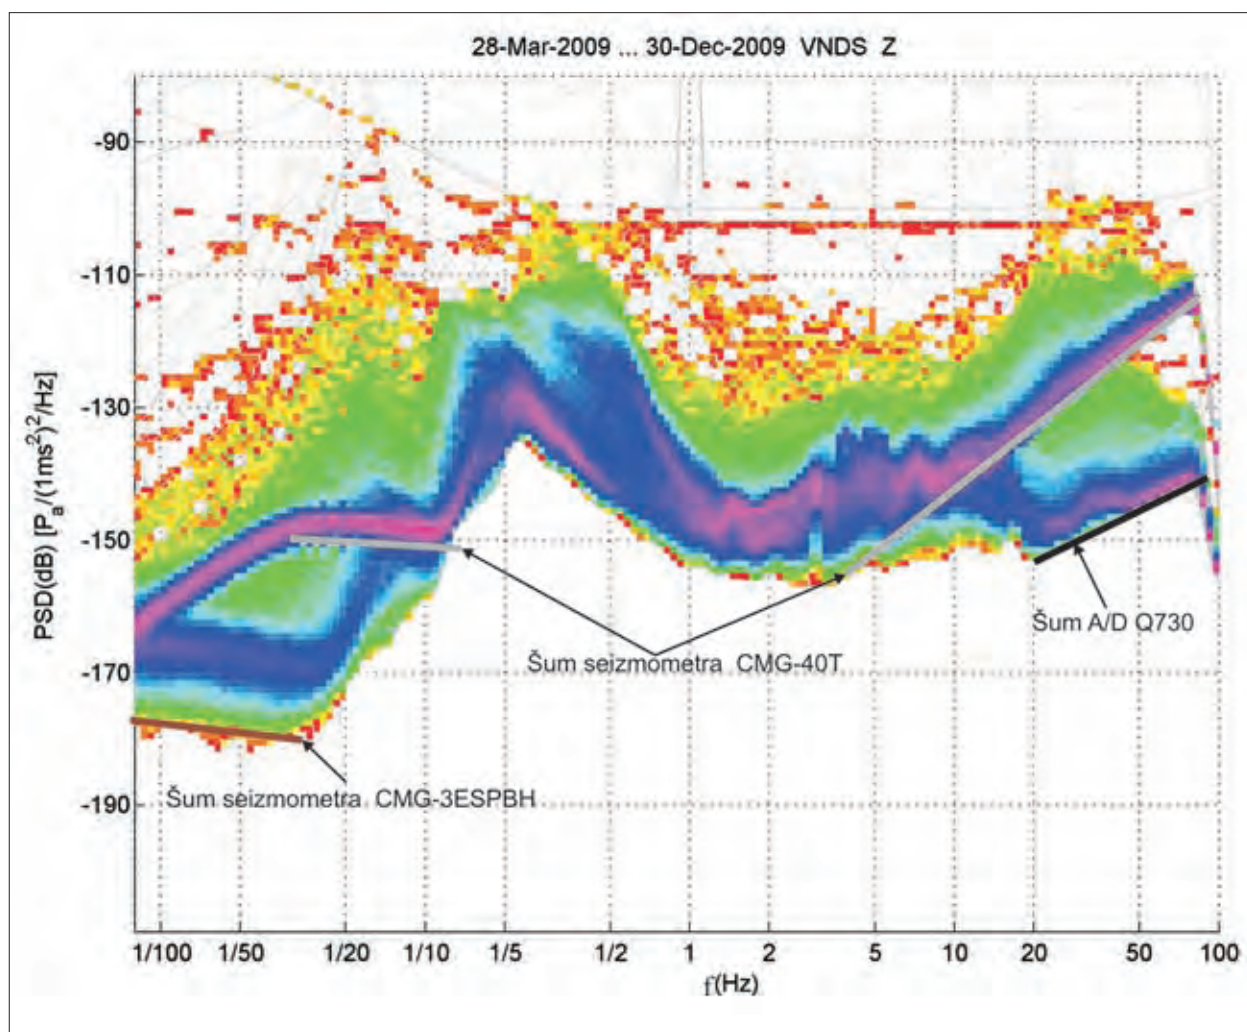 28-Mar-2009 ... 30-Dec-2009 VNDS Z
PSD(dB) [Pₐ/(1ms²)²/Hz]
-90
-110
-130
-150
-170
-190
Šum A/D Q730
Šum seizmometra CMG-40T
Šum seizmometra CMG-3ESPBH
1/100 1/50 1/20 1/10 1/5 1/2 1 2 5 10 20 50 100
f(Hz)